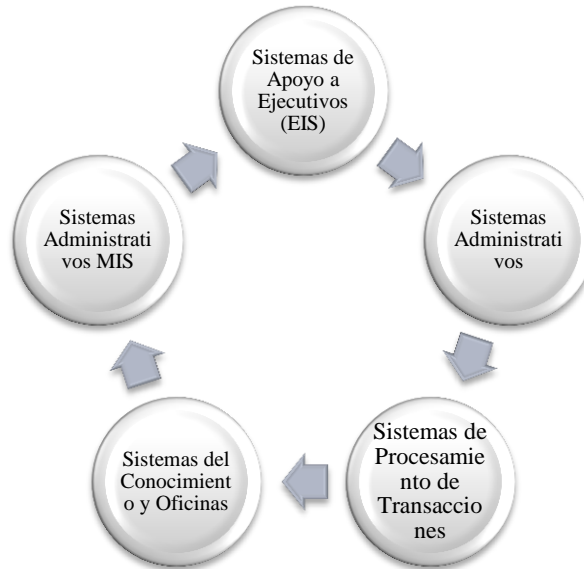 Sistemas de
Apoyo a
Ejecutivos
(EIS)
Sistemas
Administrati
vos
Sistemas de
Procesamie
nto de
Transaccio
nes
Sistemas del
Conocimient
o y Oficinas
Sistemas
Administrati
vos MIS